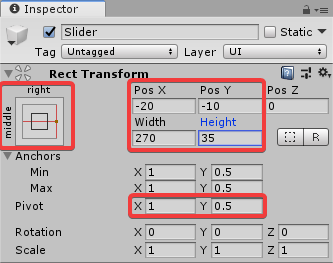 Inspector
Slider Static
Tag Untagged Layer UI
Rect Transform
right Pos X Pos Y Pos Z
middle -20 -10 0
Width Height
270 35 R
Anchors
Min X 1 Y 0.5
Max X 1 Y 0.5
Pivot X 1 Y 0.5
Rotation X 0 Y 0 Z 0
Scale X 1 Y 1 Z 1